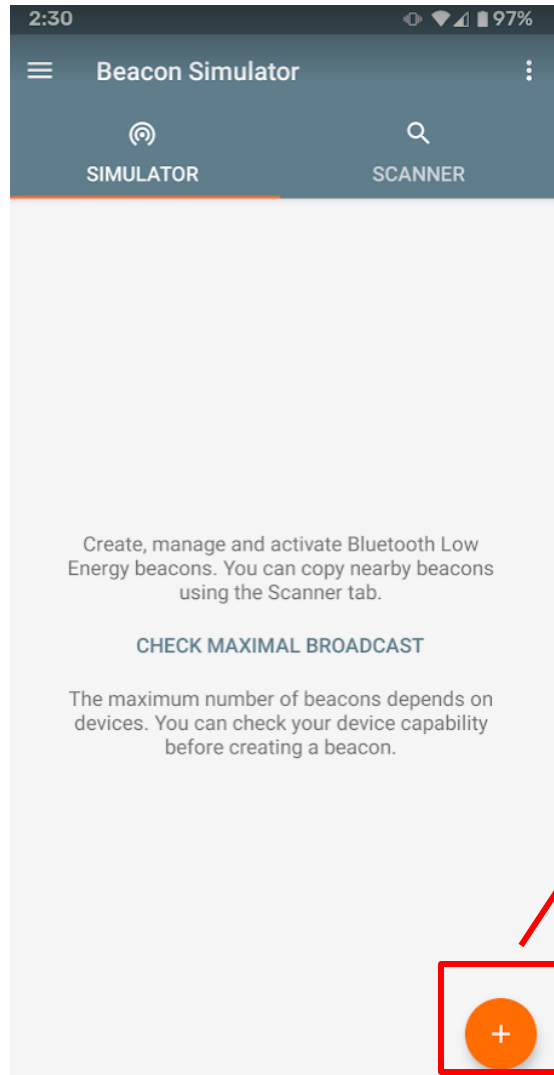 2:30 97%
Beacon Simulator
SIMULATOR SCANNER
Create, manage and activate Bluetooth Low
Energy beacons. You can copy nearby beacons
using the Scanner tab.
CHECK MAXIMAL BROADCAST
The maximum number of beacons depends on
devices. You can check your device capability
before creating a beacon.
+